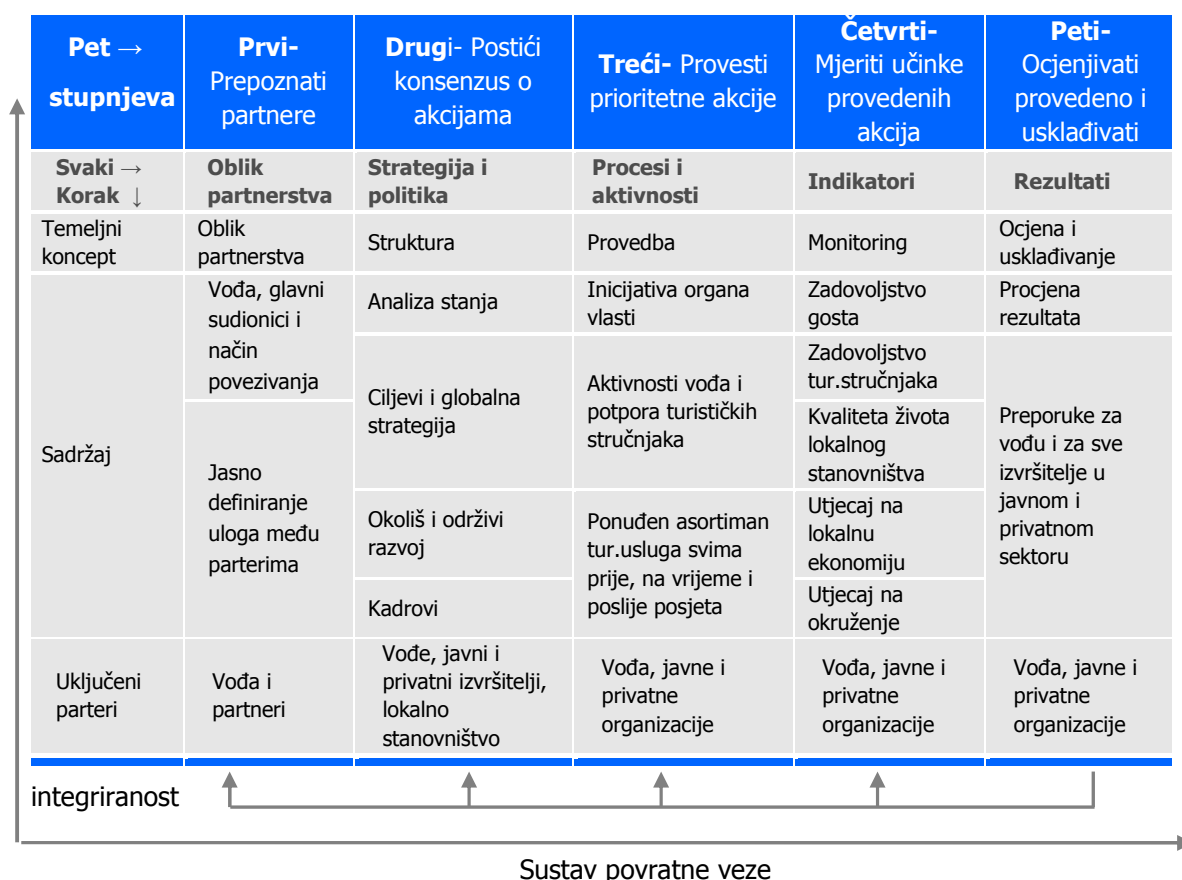 Pet →
stupnjeva
Prvi-
Prepoznati
partnere
Drugi- Postići
konsenzus o
akcijama
Treći- Provesti
prioritetne akcije
Četvrti-
Mjeriti učinke
provedenih
akcija
Peti-
Ocjenjivati
provedeno i
usklađivati
Svaki →
Korak ↓
Oblik
partnerstva
Strategija i
politika
Procesi i
aktivnosti
Indikatori
Rezultati
Temeljni
koncept
Oblik
partnerstva
Struktura
Provedba
Monitoring
Ocjena i
usklađivanje
Sadržaj
Vođa, glavni
sudionici i
način
povezivanja
Jasno
definiranje
uloga među
parterima
Analiza stanja
Ciljevi i globalna
strategija
Okoliš i održivi
razvoj
Kadrovi
Inicijativa organa
vlasti
Aktivnosti vođa i
potpora turističkih
stručnjaka
Ponuđen asortiman
tur.usluga svima
prije, na vrijeme i
poslije posjeta
Zadovoljstvo
gosta
Zadovoljstvo
tur.stručnjaka
Kvaliteta života
lokalnog
stanovništva
Utjecaj na
lokalnu
ekonomiju
Utjecaj na
okruženje
Procjena
rezultata
Preporuke za
vođu i za sve
izvršitelje u
javnom i
privatnom
sektoru
Uključeni
parteri
Vođa i
partneri
Vođe, javni i
privatni izvršitelji,
lokalno
stanovništvo
Vođa, javne i
privatne
organizacije
Vođa, javne i
privatne
organizacije
Vođa, javne i
privatne
organizacije
integriranost
Sustav povratne veze